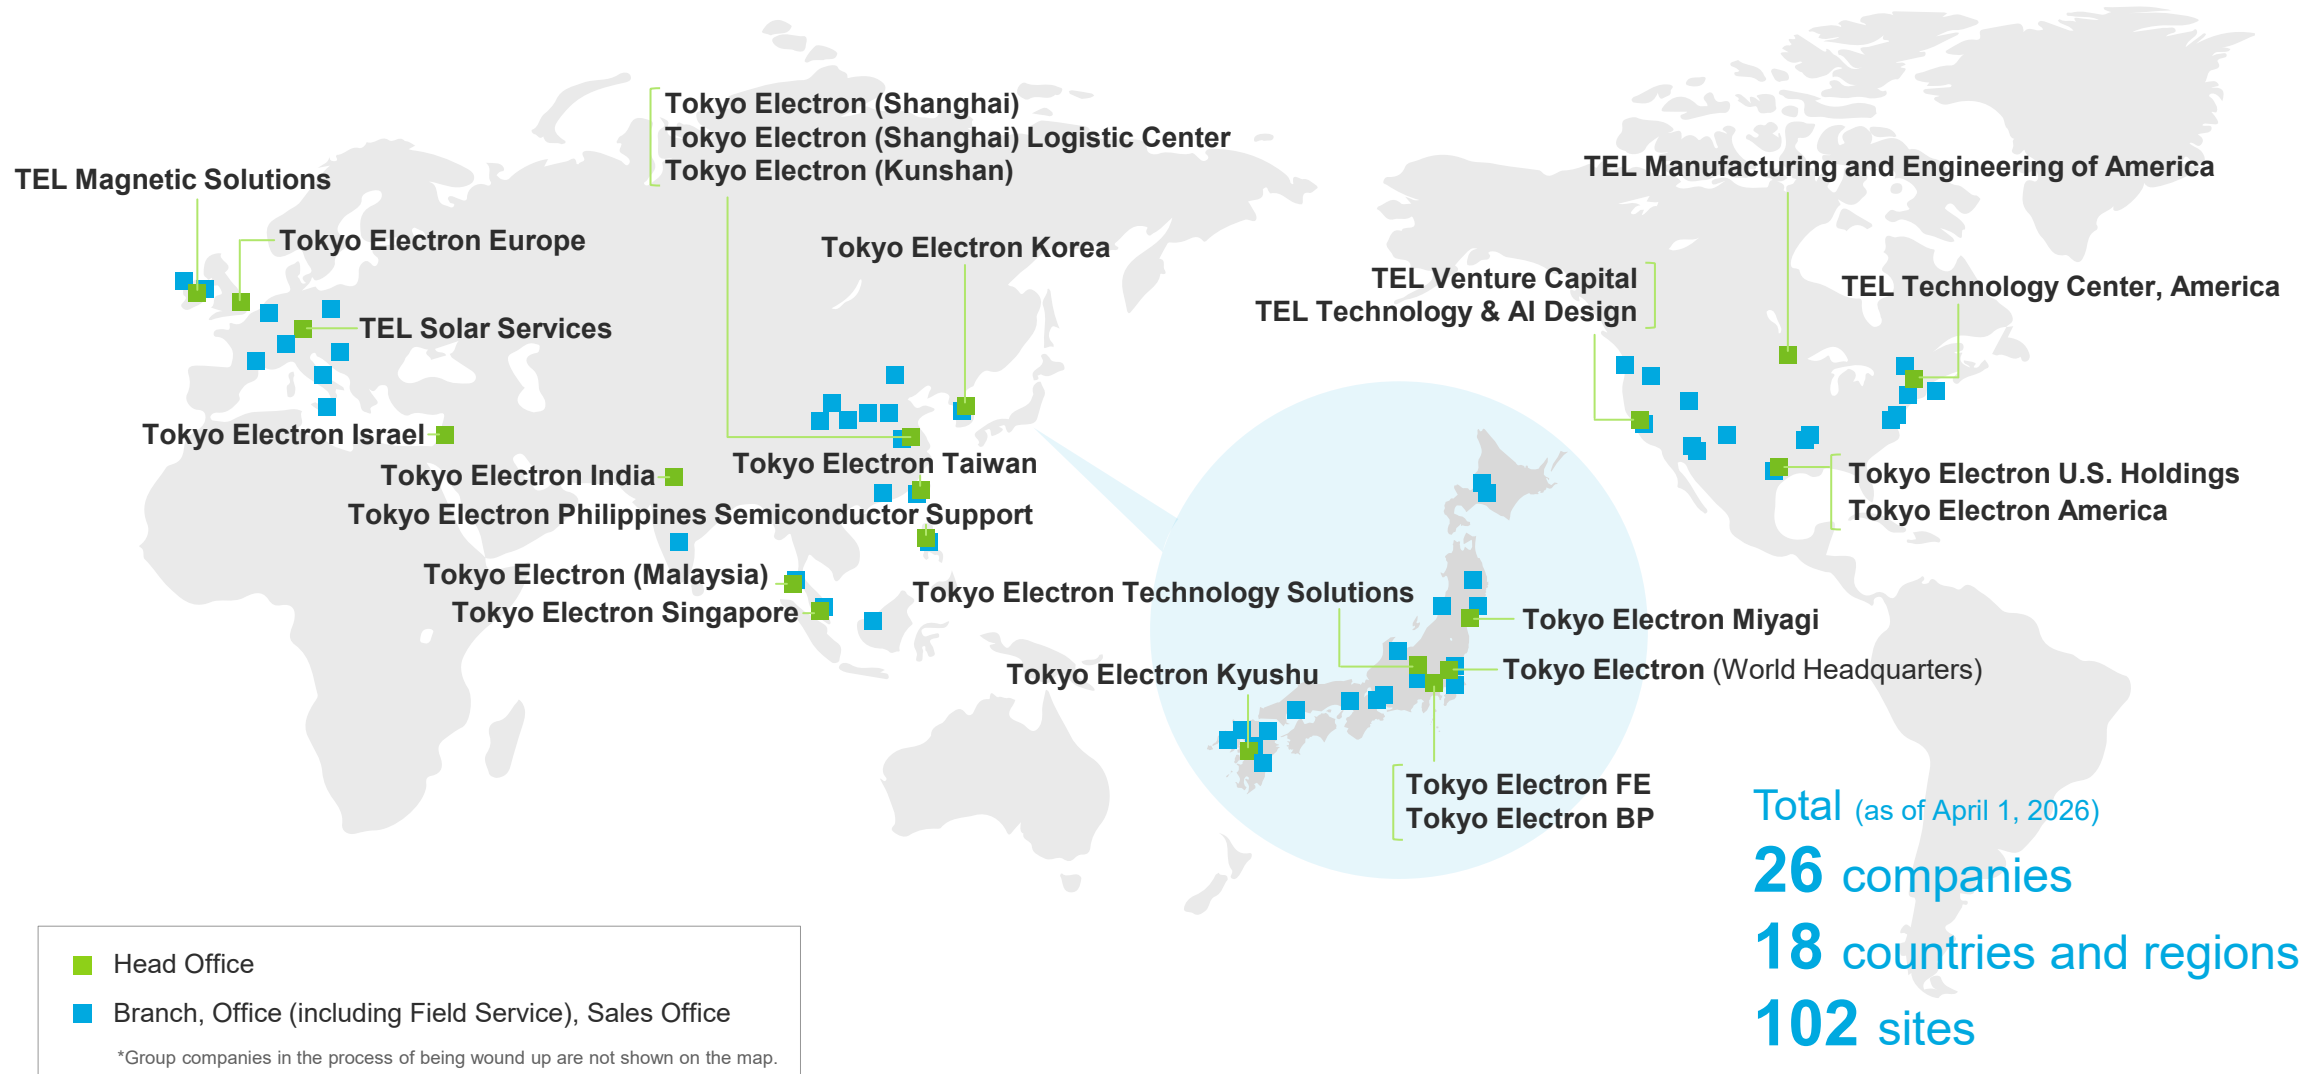 Tokyo Electron (Shanghai)
Tokyo Electron (Shanghai) Logistic Center
Tokyo Electron (Kunshan)
TEL Magnetic Solutions
Tokyo Electron Europe
Tokyo Electron Korea
TEL Solar Services
Tokyo Electron Israel
Tokyo Electron India
Tokyo Electron Taiwan
Tokyo Electron Philippines Semiconductor Support
Tokyo Electron (Malaysia)
Tokyo Electron Singapore
TEL Manufacturing and Engineering of America
TEL Venture Capital
TEL Technology & AI Design
TEL Technology Center, America
Tokyo Electron U.S. Holdings
Tokyo Electron America
Tokyo Electron Technology Solutions
Tokyo Electron Miyagi
Tokyo Electron (World Headquarters)
Tokyo Electron Kyushu
Tokyo Electron FE
Tokyo Electron BP
Total (as of April 1, 2026)
26 companies
18 countries and regions
102 sites
Head Office
Branch, Office (including Field Service), Sales Office
*Group companies in the process of being wound up are not shown on the map.